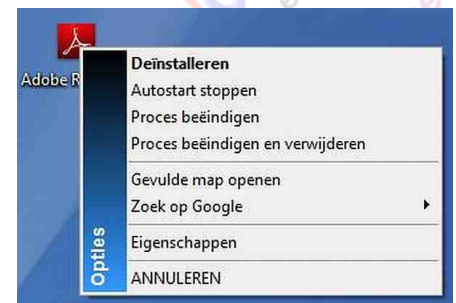 Adobe R
Deïnstalleren
Autostart stoppen
Proces beëindigen
Proces beëindigen en verwijderen
Gevulde map openen
Zoek op Google
Eigenschappen
ANNULEREN
Opties